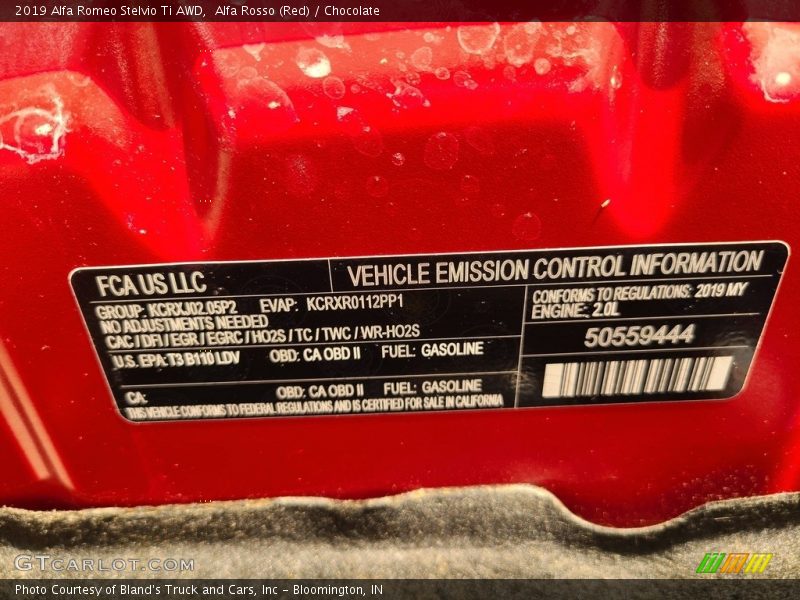 2019 Alfa Romeo Stelvio Ti AWD, Alfa Rosso (Red) / Chocolate
FCA US LLC
VEHICLE EMISSION CONTROL INFORMATION
GROUP: KCRXJ02.05P2 EVAP: KCRXR0112PP1
NO ADJUSTMENTS NEEDED
CAC / DFI / EGR / EGRC / HO2S / TC / TWC / WR-HO2S
U.S. EPA: T3 B110 LDV OBD: CA OBD II FUEL: GASOLINE
CA: OBD: CA OBD II FUEL: GASOLINE
THIS VEHICLE CONFORMS TO FEDERAL REGULATIONS AND IS CERTIFIED FOR SALE IN CALIFORNIA
CONFORMS TO REGULATIONS: 2019 MY
ENGINE: 2.0L
50559444
GTCARLOT.COM
Photo Courtesy of Bland's Truck and Cars, Inc - Bloomington, IN